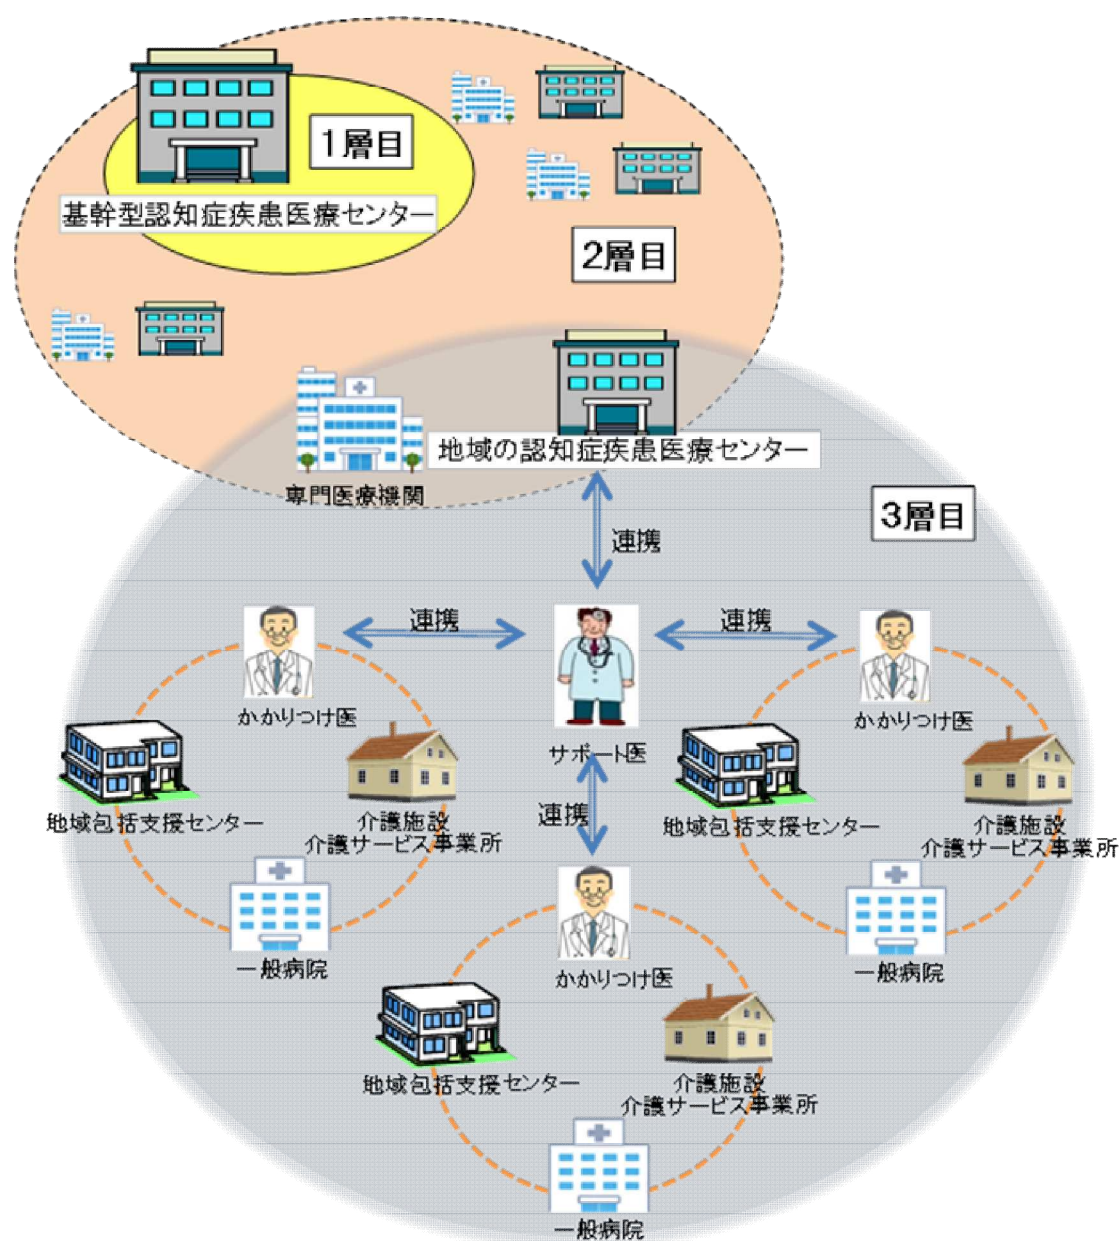 1層目
基幹型認知症疾患医療センター
2層目
地域の認知症疾患医療センター
専門医療機関
3層目
連携
連携
連携
かかりつけ医
サポート医
かかりつけ医
地域包括支援センター
介護施設
介護サービス事業所
一般病院
連携
地域包括支援センター
介護施設
介護サービス事業所
一般病院
かかりつけ医
地域包括支援センター
介護施設
介護サービス事業所
一般病院